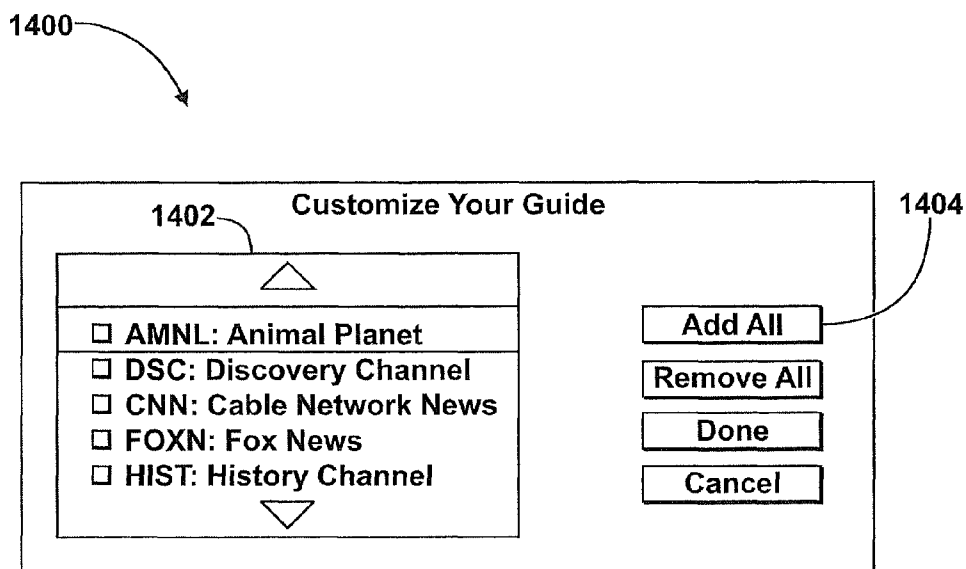 1400
Customize Your Guide
1402
1404
AMNL: Animal Planet
DSC: Discovery Channel
CNN: Cable Network News
FOXN: Fox News
HIST: History Channel
Add All
Remove All
Done
Cancel